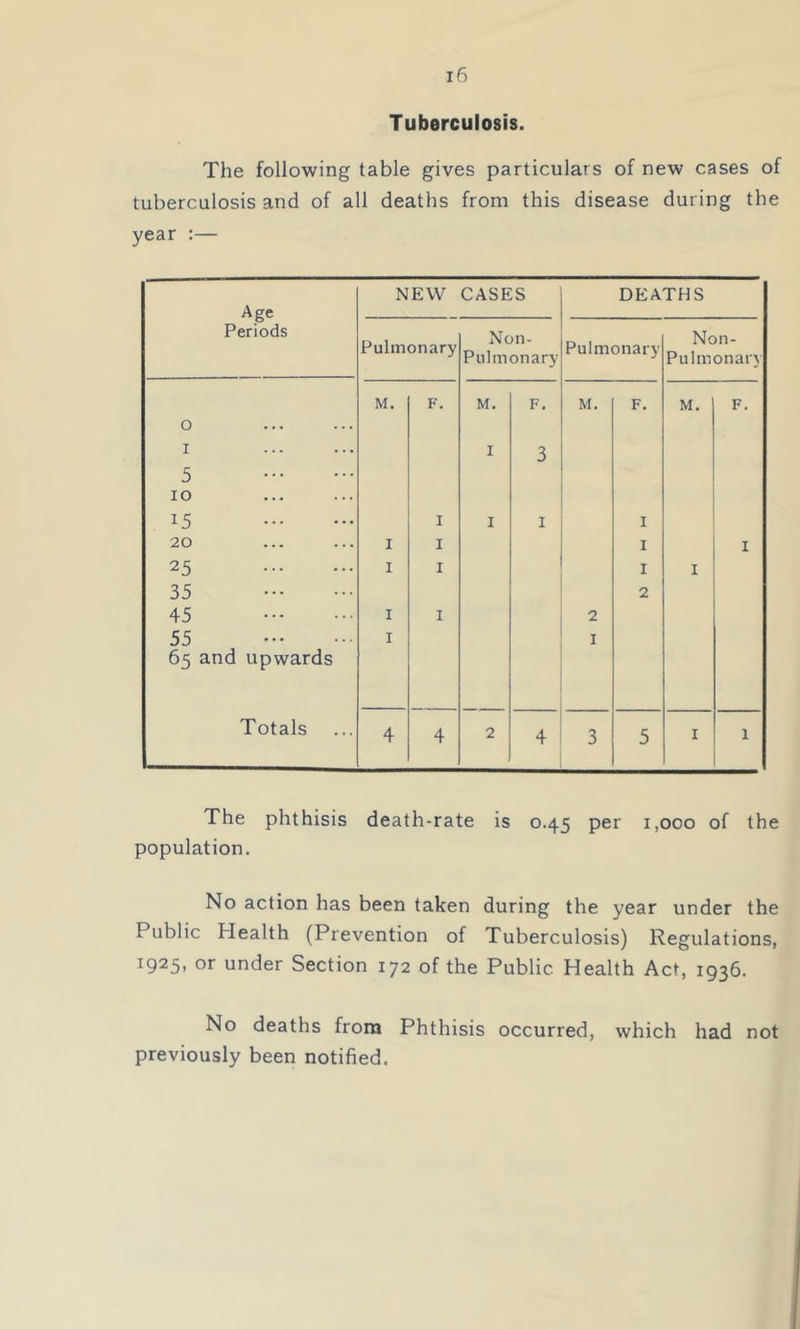 16
Tuberculosis.
The following table gives particulars of new cases of
tuberculosis and of all deaths from this disease during the
year :—
Age Periods | NEW CASES | DEATHS
Pulmonary | Non-Pulmonary | Pulmonary | Non-Pulmonary
M. | F. | M. | F. | M. | F. | M. | F.
0 ... ...
1 ... ... | | | 1 | 3 | | | |
5 ... ...
10 ... ...
15 ... ... | | 1 | 1 | 1 | | 1 | |
20 ... ... | 1 | 1 | | | | 1 | | 1
25 ... ... | 1 | 1 | | | | 1 | 1 |
35 ... ... | | | | | | 2 | |
45 ... ... | 1 | 1 | | | 2 | | |
55 ... ... | 1 | | | | 1 | | |
65 and upwards
Totals ... | 4 | 4 | 2 | 4 | 3 | 5 | 1 | 1
The phthisis death-rate is 0.45 per 1,000 of the
population.
No action has been taken during the year under the
Public Health (Prevention of Tuberculosis) Regulations,
1925, or under Section 172 of the Public Health Act, 1936.
No deaths from Phthisis occurred, which had not
previously been notified.